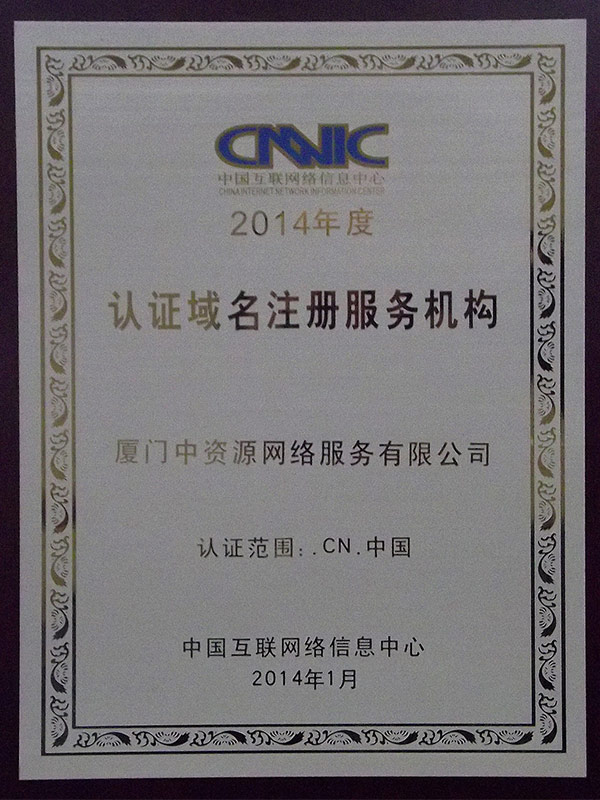 CNNIC
中国互联网络信息中心
CHINA INTERNET NETWORK INFORMATION CENTER
2014年度
认证域名注册服务机构
厦门中资源网络服务有限公司
认证范围:.CN.中国
中国互联网络信息中心
2014年1月